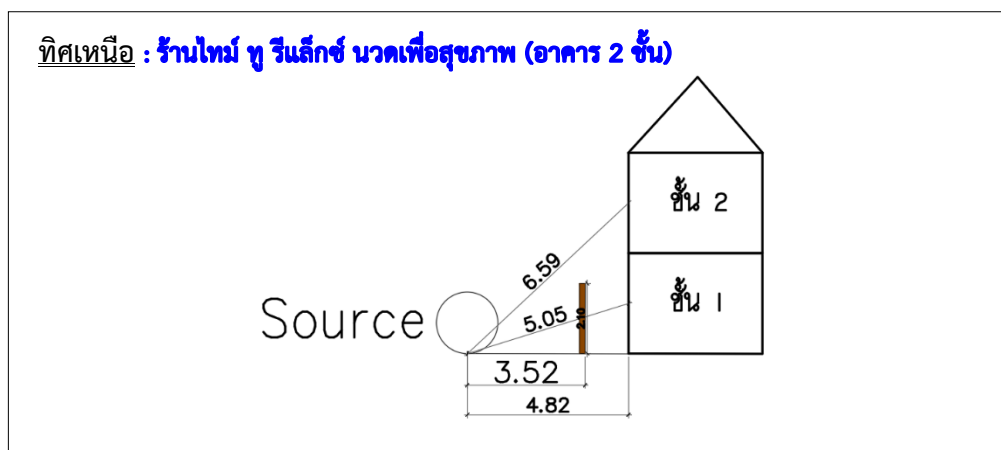 ทิศเหนือ : ร้านไทม์ ทู รีแล็กซ์ นวดเพื่อสุขภาพ (อาคาร 2 ชั้น)
ชั้น 2
6.59
ชั้น 1
Source
5.05
2.10
3.52
4.82